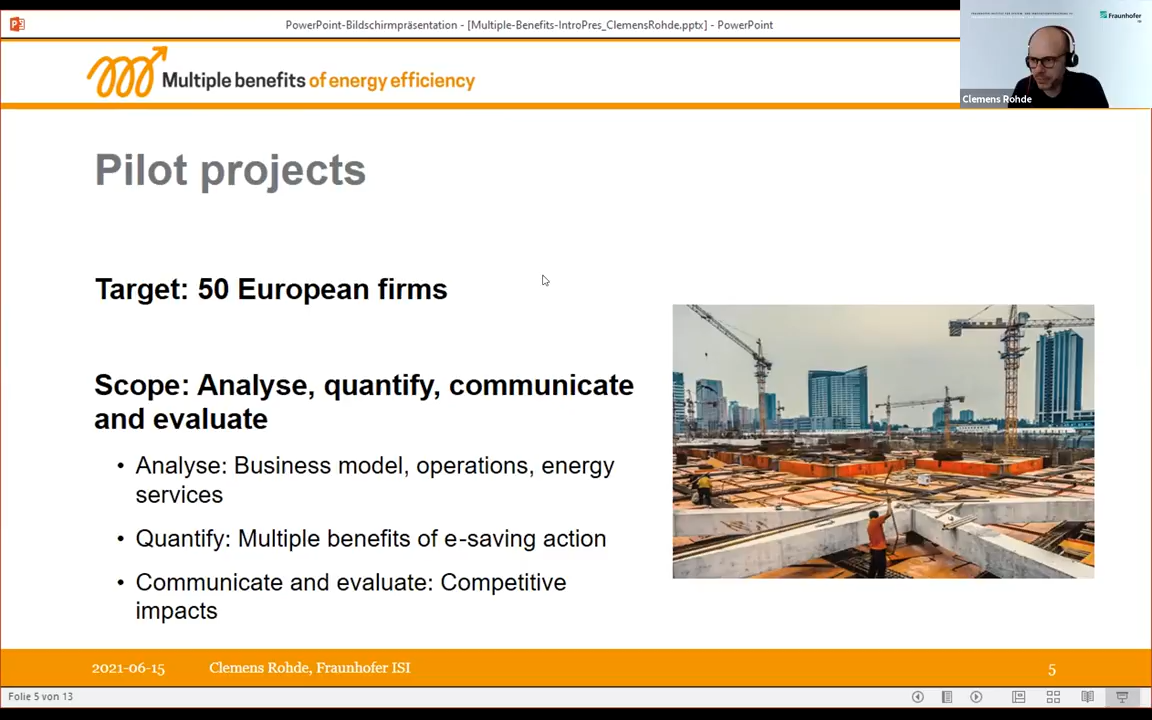 PowerPoint-Bildschirmpräsentation - [Multiple-Benefits-IntroPres_ClemensRohde.pptx] - PowerPoint
Fraunhofer
Clemens Rohde
Multiple benefits of energy efficiency
Pilot projects
Target: 50 European firms
Scope: Analyse, quantify, communicate
and evaluate
• Analyse: Business model, operations, energy
services
• Quantify: Multiple benefits of e-saving action
• Communicate and evaluate: Competitive
impacts
2021-06-15 Clemens Rohde, Fraunhofer ISI 5
Folie 5 von 13